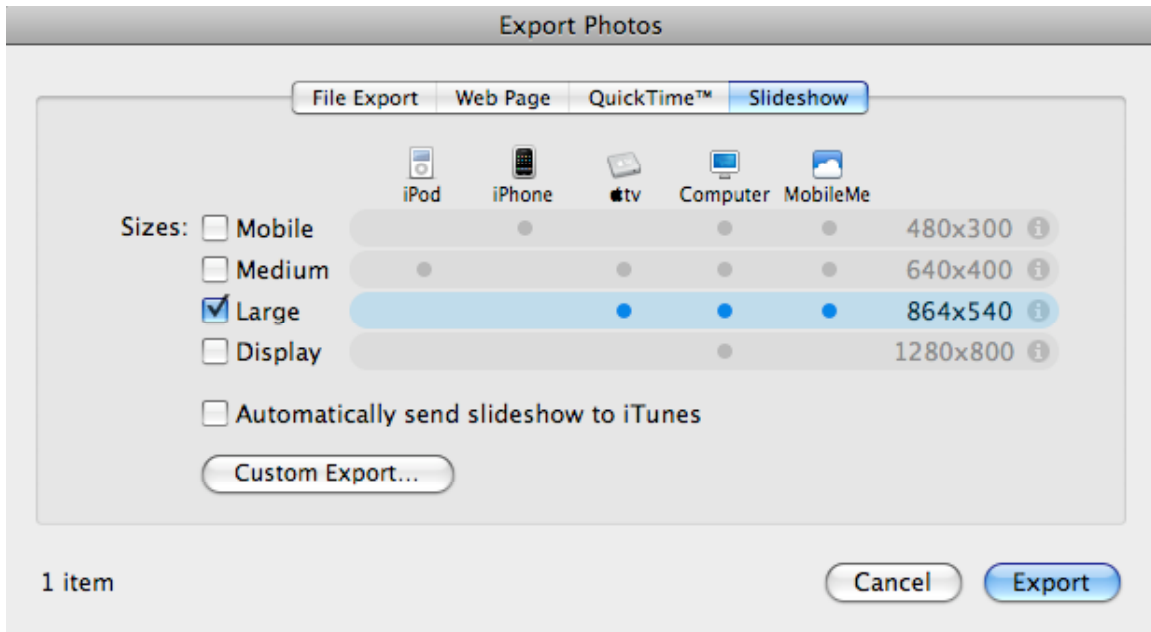 Export Photos
File Export Web Page QuickTime™ Slideshow
iPod iPhone tv Computer MobileMe
Sizes: Mobile 480x300
Medium 640x400
Large 864x540
Display 1280x800
Automatically send slideshow to iTunes
Custom Export...
1 item Cancel Export